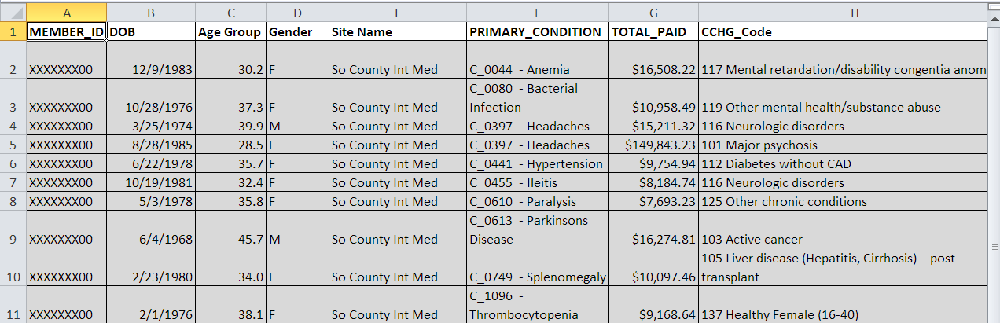 A B C D E F G H
1 MEMBER_ID DOB Age Group Gender Site Name PRIMARY_CONDITION TOTAL_PAID CCHG_Code
2 XXXXXXX00 12/9/1983 30.2 F So County Int Med C_0044  - Anemia $16,508.22 117 Mental retardation/disability congentia anom
C_0080  - Bacterial
3 XXXXXXX00 10/28/1976 37.3 F So County Int Med Infection $10,958.49 119 Other mental health/substance abuse
4 XXXXXXX00 3/25/1974 39.9 M So County Int Med C_0397  - Headaches $15,211.32 116 Neurologic disorders
5 XXXXXXX00 8/28/1985 28.5 F So County Int Med C_0397  - Headaches $149,843.23 101 Major psychosis
6 XXXXXXX00 6/22/1978 35.7 F So County Int Med C_0441  - Hypertension $9,754.94 112 Diabetes without CAD
7 XXXXXXX00 10/19/1981 32.4 F So County Int Med C_0455  - Ileitis $8,184.74 116 Neurologic disorders
8 XXXXXXX00 5/3/1978 35.8 F So County Int Med C_0610  - Paralysis $7,693.23 125 Other chronic conditions
C_0613  - Parkinsons
9 XXXXXXX00 6/4/1968 45.7 M So County Int Med Disease $16,274.81 103 Active cancer
105 Liver disease (Hepatitis, Cirrhosis) – post
10 XXXXXXX00 2/23/1980 34.0 F So County Int Med C_0749  - Splenomegaly $10,097.46 transplant
C_1096  -
11 XXXXXXX00 2/1/1976 38.1 F So County Int Med Thrombocytopenia $9,168.64 137 Healthy Female (16-40)